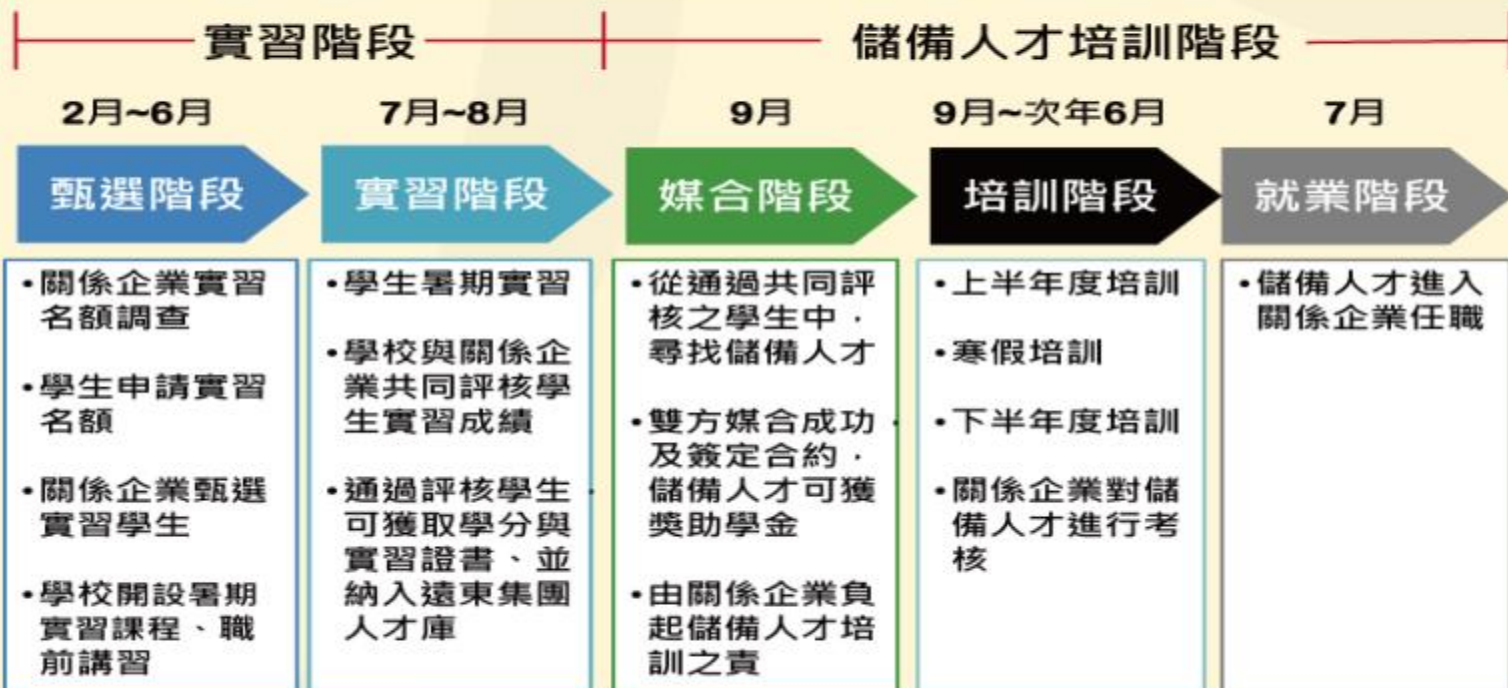 實習階段
儲備人才培訓階段
2月~6月
7月~8月
9月
9月~次年6月
7月
甄選階段
實習階段
媒合階段
培訓階段
就業階段
•關係企業實習
名額調查
•學生申請實習
名額
•關係企業甄選
實習學生
•學校開設暑期
實習課程、職
前講習
•學生暑期實習
•學校與關係企
業共同評核學
生實習成績
•通過評核學生，
可獲取學分與
實習證書、並
納入遠東集團
人才庫
•從通過共同評
核之學生中，
尋找儲備人才
•雙方媒合成功，
及簽定合約，
儲備人才可獲
獎助學金
•由關係企業負
起儲備人才培
訓之責
•上半年度培訓
•寒假培訓
•下半年度培訓
•關係企業對儲
備人才進行考
核
•儲備人才進入
關係企業任職